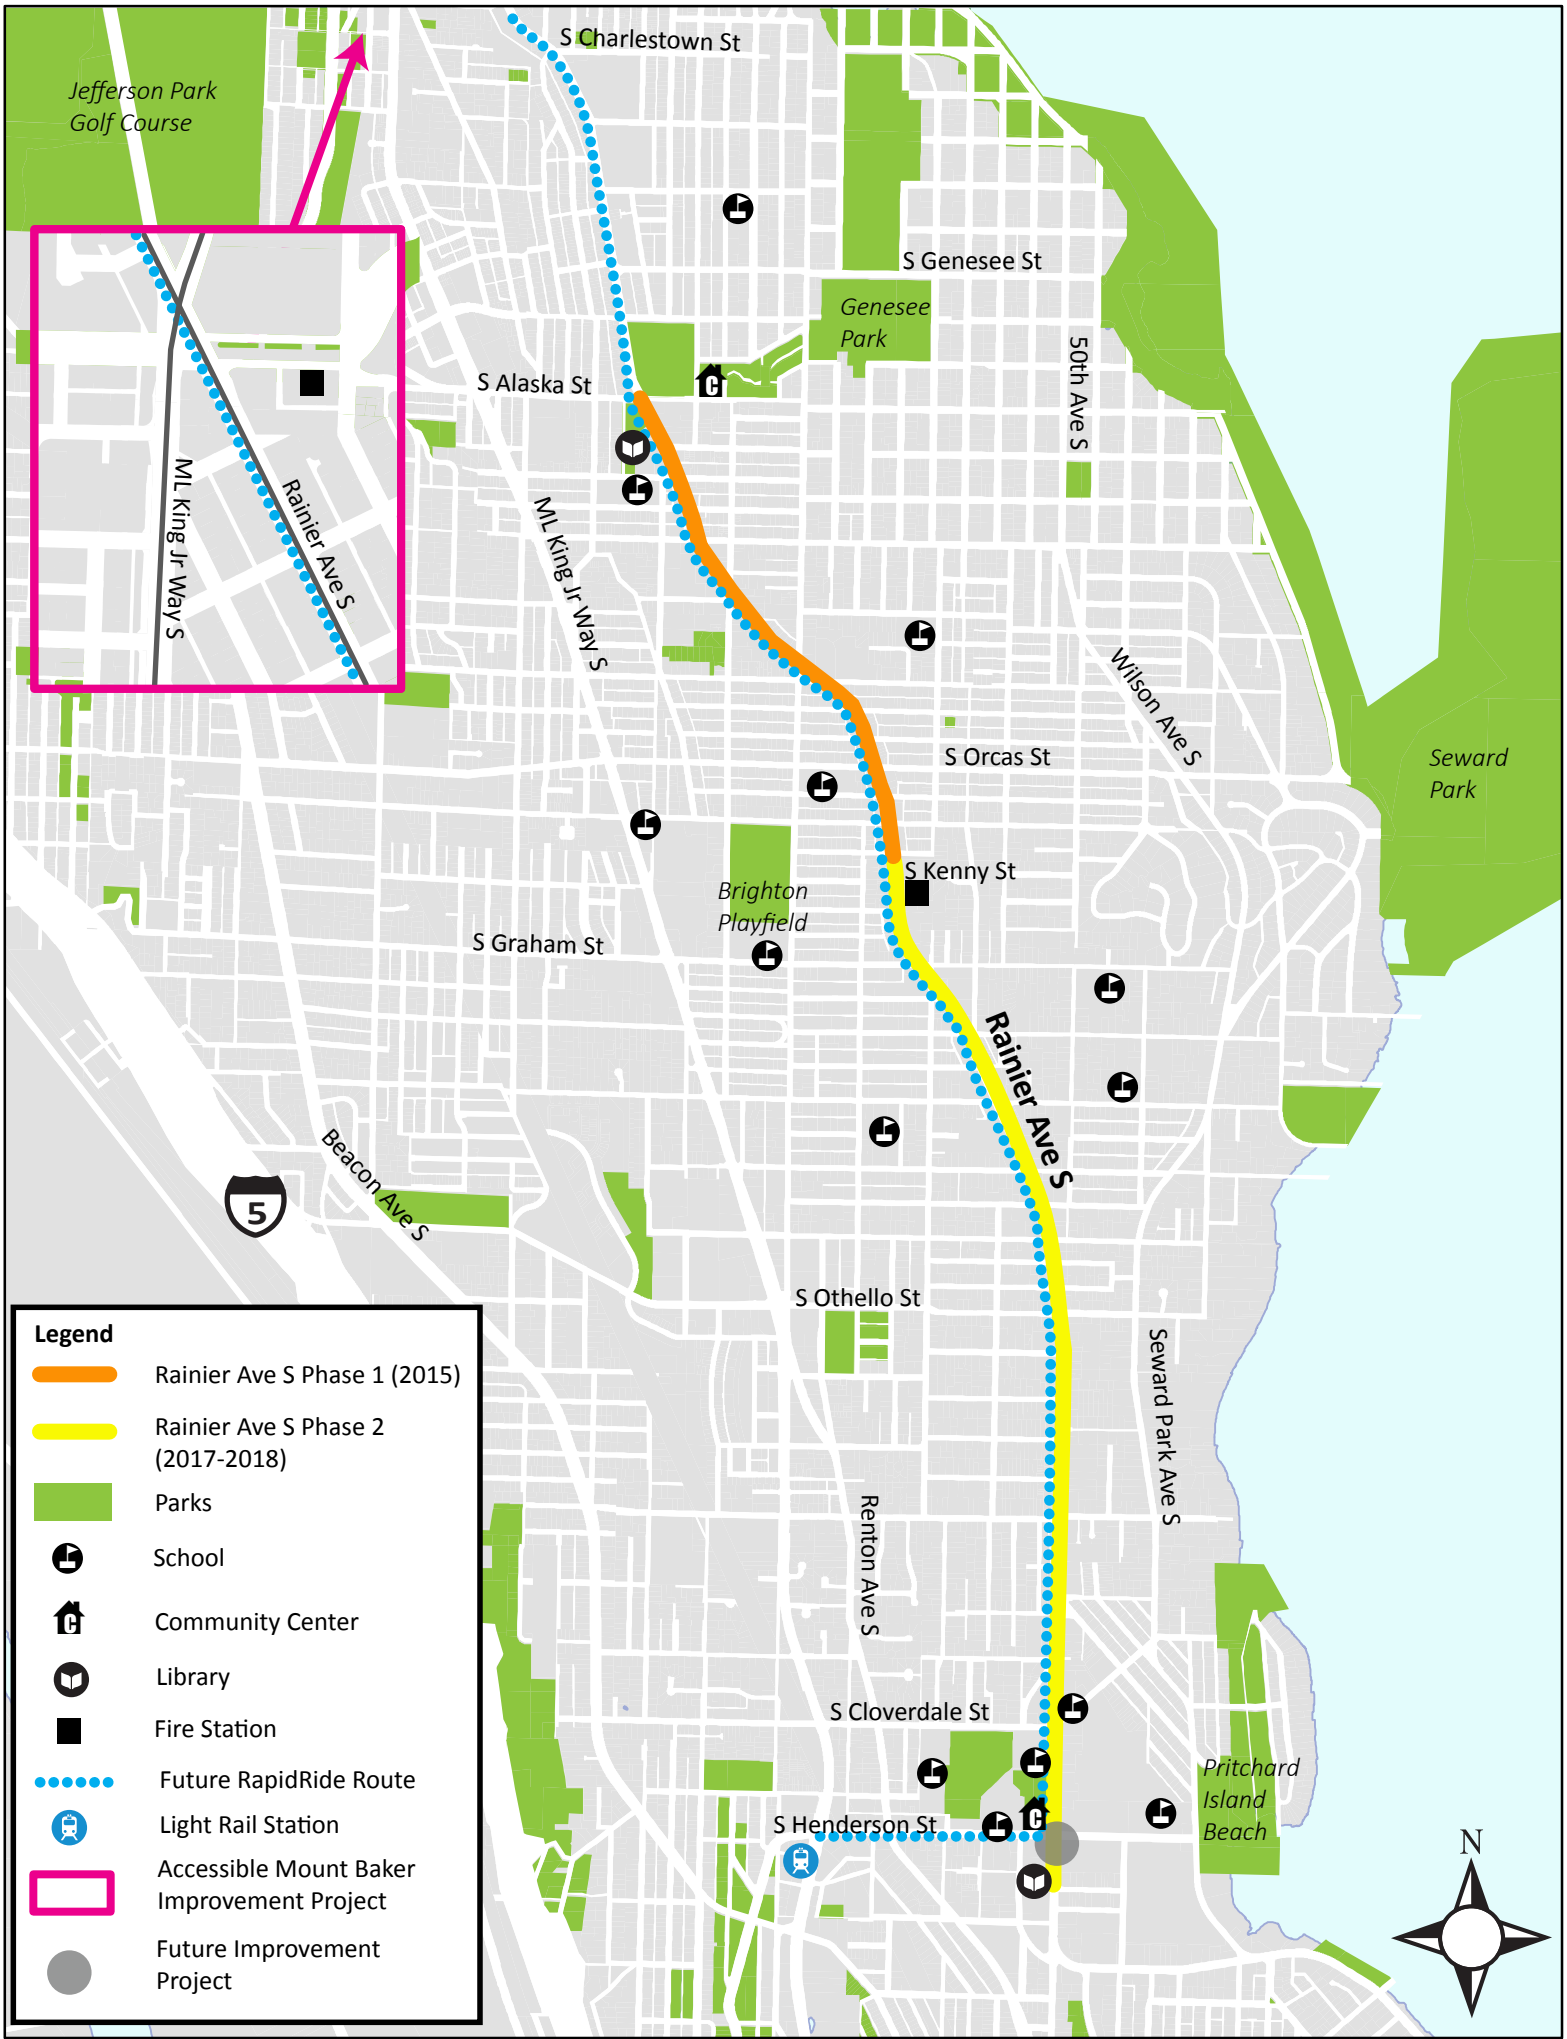 S Charlestown St
Jefferson Park
Golf Course
S Genesee St
Genesee
Park
50th Ave S
S Alaska St
C
ML King Jr Way S
Rainier Ave S
ML King Jr Way S
Wilson Ave S
S Orcas St
Seward
Park
S Kenny St
Brighton
Playfield
S Graham St
Rainier Ave S
Beacon Ave S
5
S Othello St
Seward Park Ave S
Renton Ave S
S Cloverdale St
Pritchard
Island
Beach
S Henderson St
C
N
Legend
Rainier Ave S Phase 1 (2015)
Rainier Ave S Phase 2
(2017-2018)
Parks
School
C
Community Center
Library
Fire Station
Future RapidRide Route
Light Rail Station
Accessible Mount Baker
Improvement Project
Future Improvement
Project